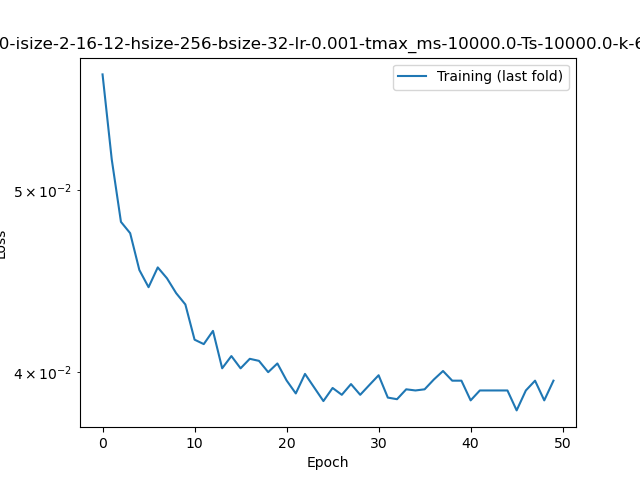 0-isize-2-16-12-hsize-256-bsize-32-lr-0.001-tmax_ms-10000.0-Ts-10000.0-k-6
Training (last fold)
5 × 10⁻²
Loss
4 × 10⁻²
0 10 20 30 40 50
Epoch